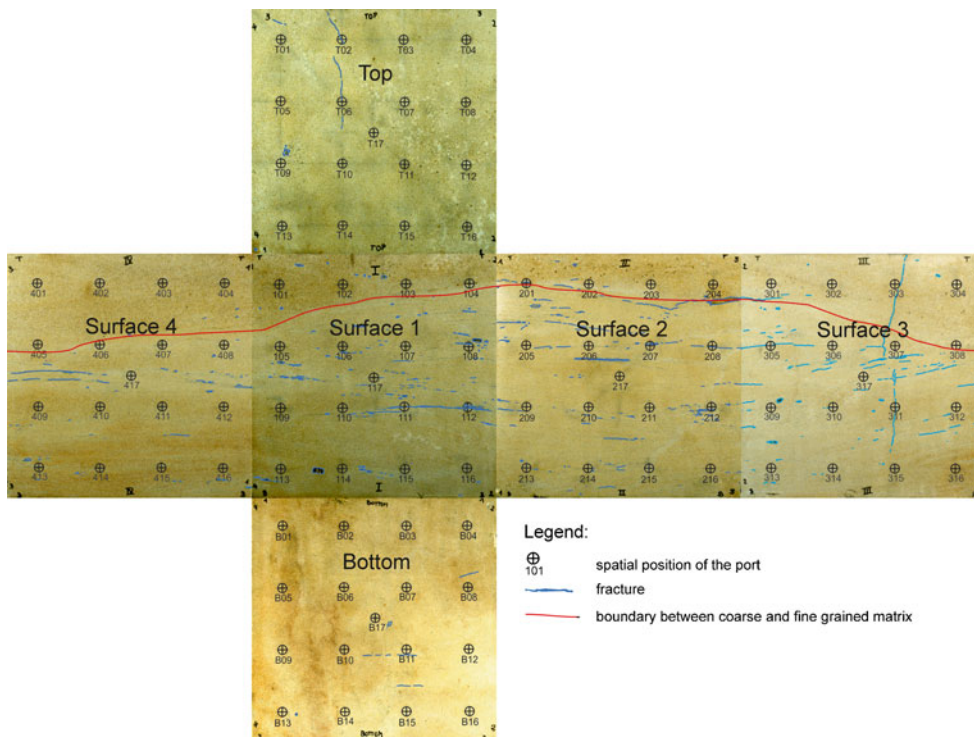 TOP
T01 T02 T03 T04
Top
T05 T06 T07 T08
T17
T09 T10 T11 T12
T13 T14 T15 T16
TOP
IV I II III
401 402 403 404 101 102 103 104 201 202 203 204 301 302 303 304
Surface 4 Surface 1 Surface 2 Surface 3
405 406 407 408 105 106 107 108 205 206 207 208 305 306 307 308
417 117 217 317
409 410 411 412 109 110 111 112 209 210 211 212 309 310 311 312
413 414 415 416 113 114 115 116 213 214 215 216 313 314 315 316
IV I II III
Bottom
B01 B02 B03 B04
Bottom
B05 B06 B07 B08
B17
B09 B10 B11 B12
B13 B14 B15 B16
Bottom
Legend:
101 spatial position of the port
fracture
boundary between coarse and fine grained matrix